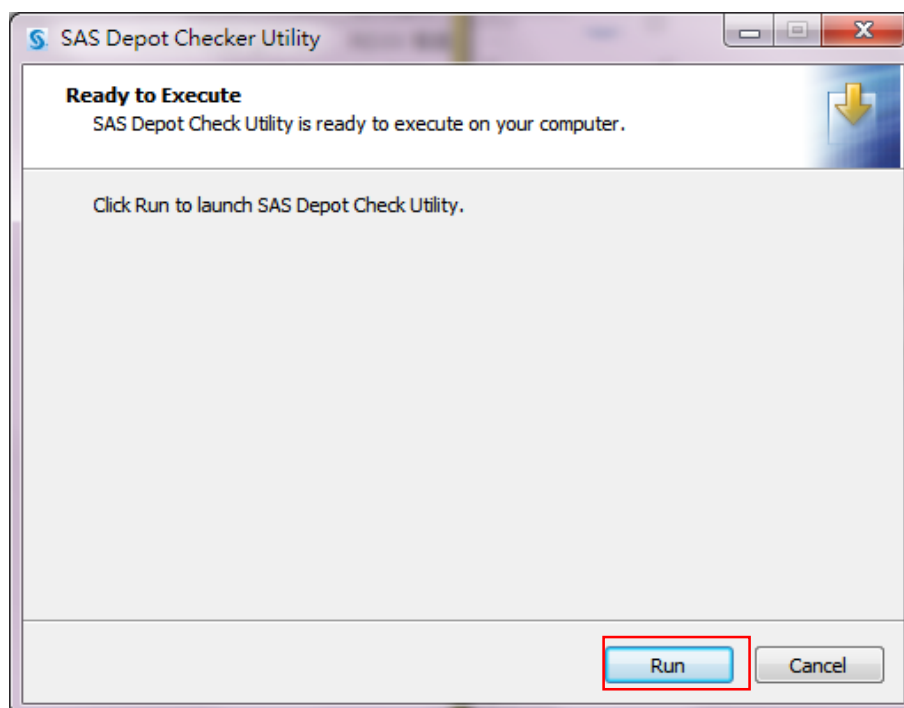 SAS Depot Checker Utility
Ready to Execute
SAS Depot Check Utility is ready to execute on your computer.
Click Run to launch SAS Depot Check Utility.
Run
Cancel